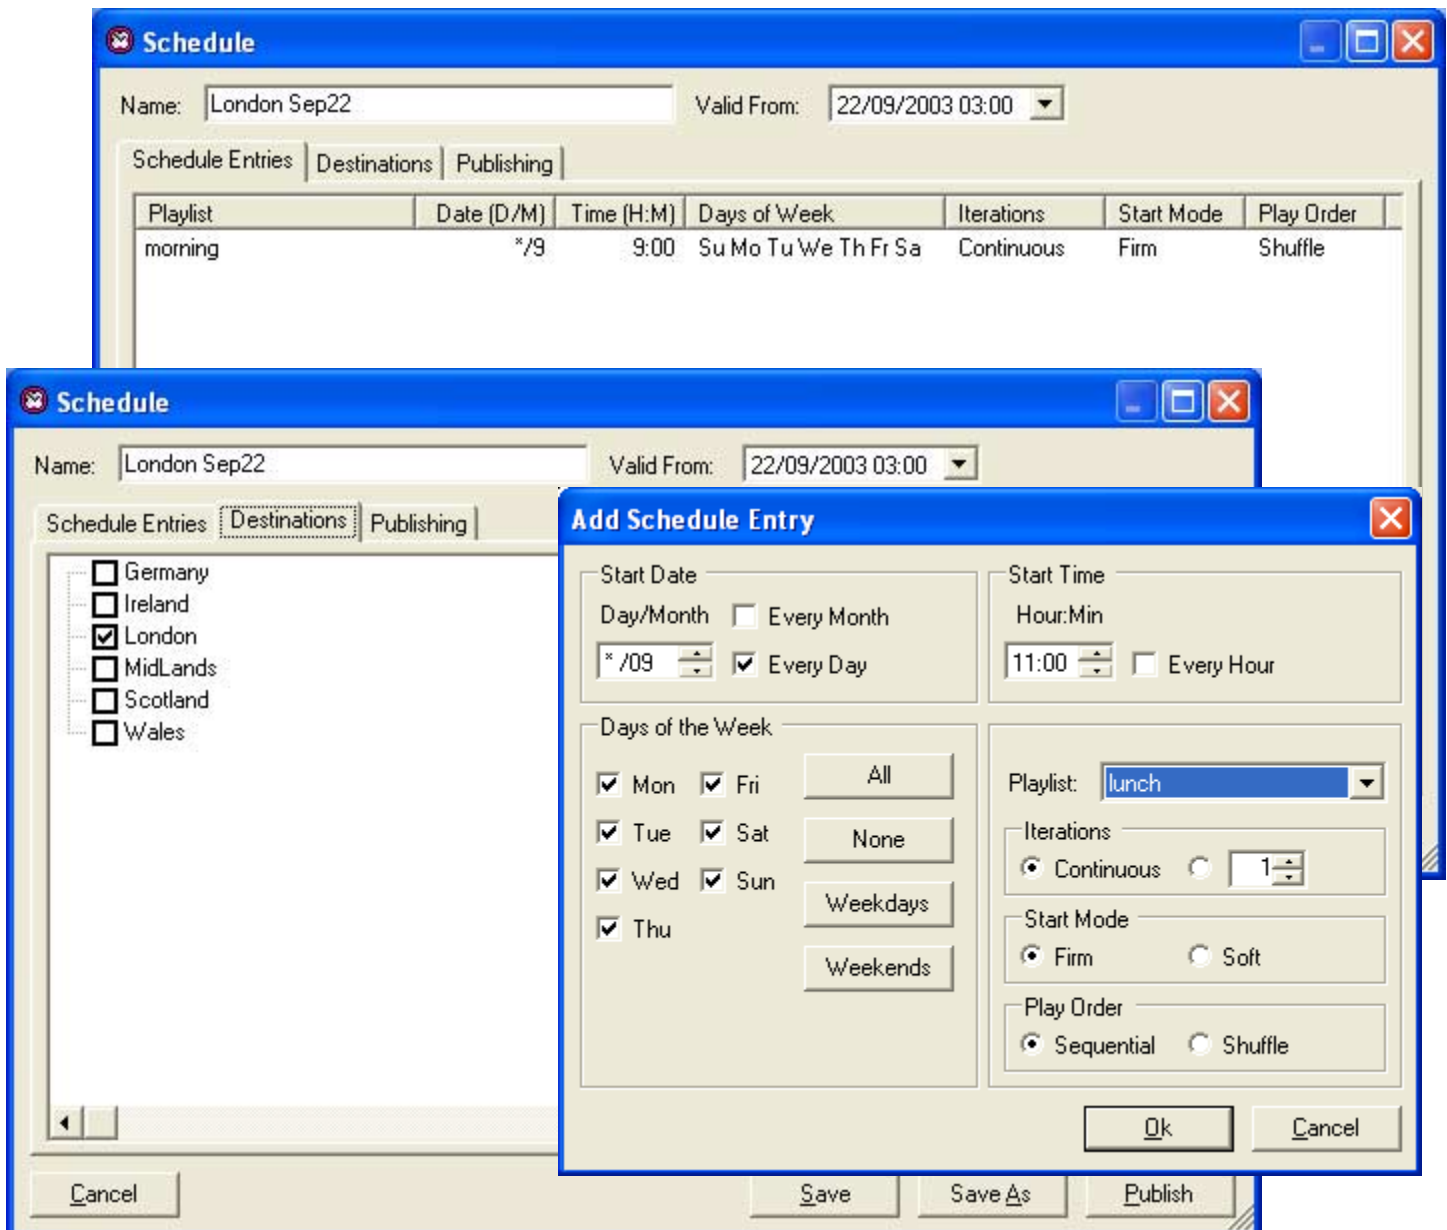 Schedule
Name: London Sep22 Valid From: 22/09/2003 03:00
Schedule Entries Destinations Publishing
Playlist Date (D/M) Time (H:M) Days of Week Iterations Start Mode Play Order
morning */9 9:00 Su Mo Tu We Th Fr Sa Continuous Firm Shuffle
Schedule
Name: London Sep22 Valid From: 22/09/2003 03:00
Schedule Entries Destinations Publishing
Germany
Ireland
London
MidLands
Scotland
Wales
Cancel Save Save As Publish
Add Schedule Entry
Start Date
Day/Month Every Month
* /09 Every Day
Start Time
Hour:Min
11:00 Every Hour
Days of the Week
Mon Fri All
Tue Sat None
Wed Sun Weekdays
Thu Weekends
Playlist: lunch
Iterations
Continuous 1
Start Mode
Firm Soft
Play Order
Sequential Shuffle
Ok Cancel